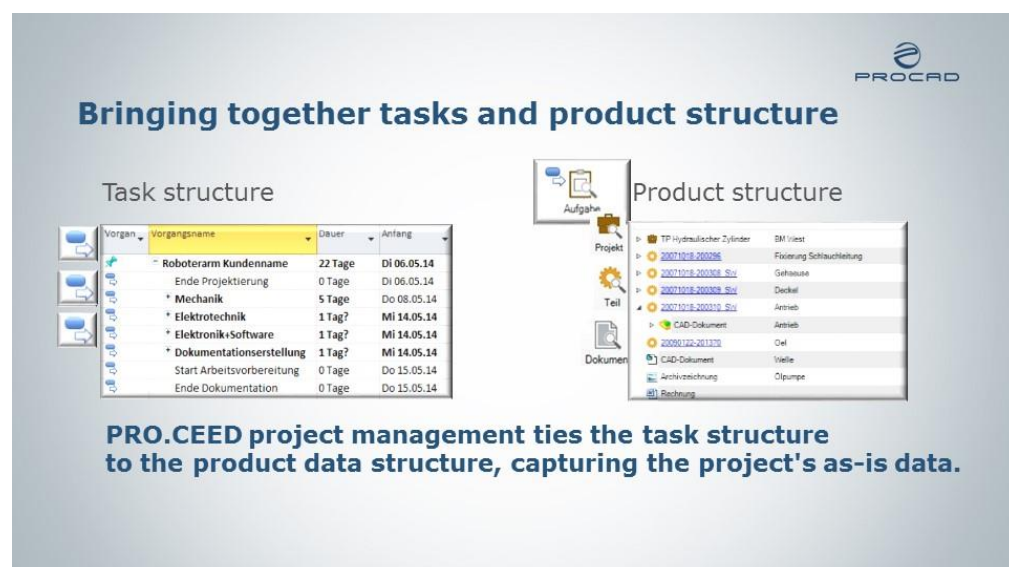 PROCAD
Bringing together tasks and product structure
Task structure
Vorgan Vorgangsname Dauer Anfang
Roboterarm Kundenname 22 Tage Di 06.05.14
Ende Projektierung 0 Tage Di 06.05.14
Mechanik 5 Tage Do 08.05.14
Elektrotechnik 1 Tag? Mi 14.05.14
Elektronik+Software 1 Tag? Mi 14.05.14
Dokumentationserstellung 1 Tag? Mi 14.05.14
Start Arbeitsvorbereitung 0 Tage Do 15.05.14
Ende Dokumentation 0 Tage Do 15.05.14
Aufgabe
Projekt
Teil
Dokumen
Product structure
TP Hydraulischer Zylinder BM Wiest
20071018-200296 Fixierung Schlauchleitung
20071018-200308 Gehaeuse
20071018-200309 Deckel
20071018-200310 Antrieb
CAD-Dokument Antrieb
20090122-201370 Oel
CAD-Dokument Welle
Archivzeichnung Ölpumpe
Rechnung
PRO.CEED project management ties the task structure
to the product data structure, capturing the project's as-is data.